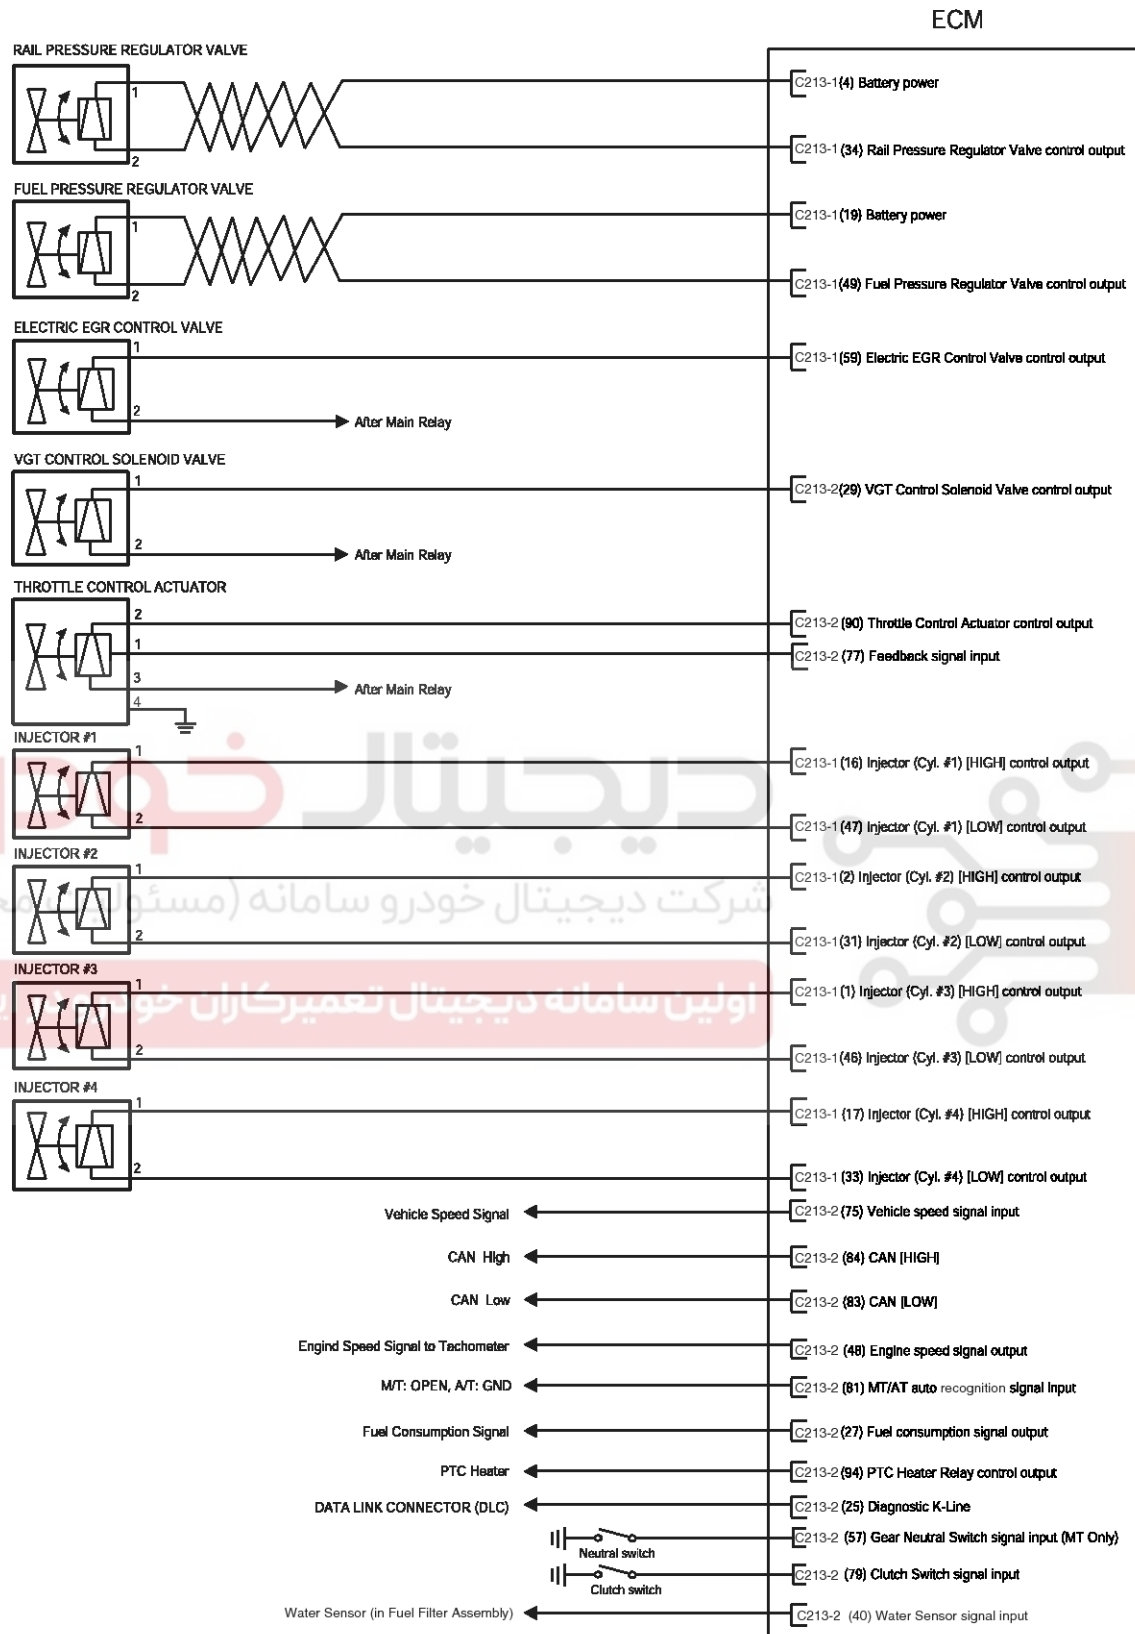 ECM
RAIL PRESSURE REGULATOR VALVE
1
C213-1(4) Battery power
2
C213-1 (34) Rail Pressure Regulator Valve control output
FUEL PRESSURE REGULATOR VALVE
1
C213-1(19) Battery power
2
C213-1(49) Fuel Pressure Regulator Valve control output
ELECTRIC EGR CONTROL VALVE
1
C213-1(59) Electric EGR Control Valve control output
2
After Main Relay
VGT CONTROL SOLENOID VALVE
1
C213-2(29) VGT Control Solenoid Valve control output
2
After Main Relay
THROTTLE CONTROL ACTUATOR
2
C213-2 (90) Throttle Control Actuator control output
1
C213-2 (77) Feedback signal input
3
After Main Relay
4
INJECTOR #1
1
C213-1 (16) Injector (Cyl. #1) [HIGH] control output
دیجیتال خودرو
2
C213-1 (47) Injector (Cyl. #1) [LOW] control output
INJECTOR #2
1
C213-1(2) Injector (Cyl. #2) [HIGH] control output
شرکت دیجیتال خودرو سامانه (مسئولیت
2
C213-1(31) Injector (Cyl. #2) [LOW] control output
INJECTOR #3
1
C213-1 (1) Injector (Cyl. #3) [HIGH] control output
اولین سامانه دیجیتال تعمیرکاران خودرو
2
C213-1(46) Injector (Cyl. #3) [LOW] control output
INJECTOR #4
1
C213-1 (17) Injector (Cyl. #4) [HIGH] control output
2
C213-1 (33) Injector (Cyl. #4) [LOW] control output
Vehicle Speed Signal
C213-2 (75) Vehicle speed signal input
CAN High
C213-2 (84) CAN [HIGH]
CAN Low
C213-2 (83) CAN [LOW]
Engind Speed Signal to Tachometer
C213-2 (48) Engine speed signal output
M/T: OPEN, A/T: GND
C213-2 (81) MT/AT auto recognition signal input
Fuel Consumption Signal
C213-2 (27) Fuel consumption signal output
PTC Heater
C213-2 (94) PTC Heater Relay control output
DATA LINK CONNECTOR (DLC)
C213-2 (25) Diagnostic K-Line
Neutral switch
C213-2 (57) Gear Neutral Switch signal input (MT Only)
Clutch switch
C213-2 (79) Clutch Switch signal input
Water Sensor (in Fuel Filter Assembly)
C213-2 (40) Water Sensor signal input